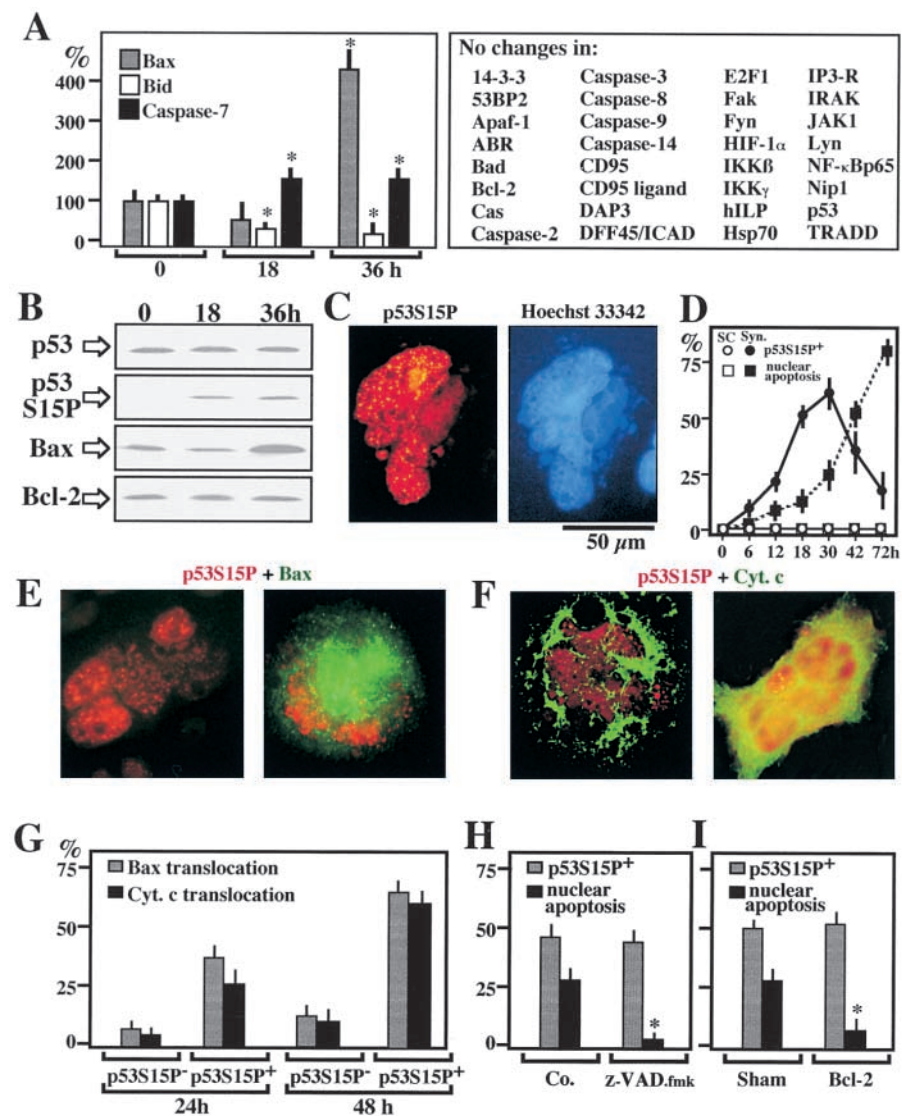 A
%
400
300
200
100
0
Bax
Bid
Caspase-7
*
*
*
*
*
0 18 36 h
No changes in:
14-3-3 Caspase-3 E2F1 IP3-R
53BP2 Caspase-8 Fak IRAK
Apaf-1 Caspase-9 Fyn JAK1
ABR Caspase-14 HIF-1α Lyn
Bad CD95 IKKß NF-κBp65
Bcl-2 CD95 ligand IKKγ Nip1
Cas DAP3 hILP p53
Caspase-2 DFF45/ICAD Hsp70 TRADD
B
0 18 36h
p53
p53
S15P
Bax
Bcl-2
C
p53S15P Hoechst 33342
50 µm
D
%
75
50
25
0
SC Syn.
p53S15P+
nuclear
apoptosis
0 6 12 18 30 42 72h
E
p53S15P + Bax
F
p53S15P + Cyt. c
G
%
75
50
25
0
Bax translocation
Cyt. c translocation
p53S15P- p53S15P+ p53S15P- p53S15P+
24h 48 h
H
75
50
25
0
p53S15P+
nuclear
apoptosis
*
Co. z-VAD.fmk
I
p53S15P+
nuclear
apoptosis
*
Sham Bcl-2